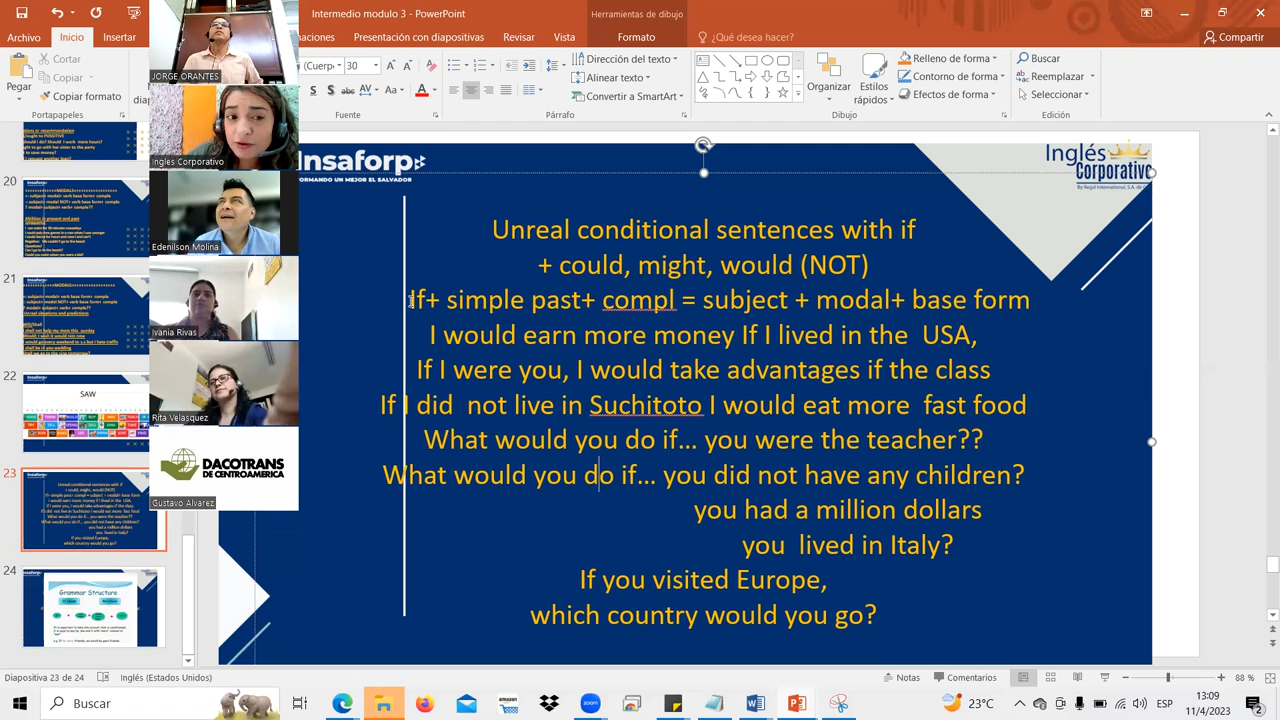 Intermedio modulo 3 -
Herramientas de dibujo
Archivo
Inicio
Insertar
Presentación con diapositivas
Revisar
Vista
Formato
¿Qué desea hacer?
Compartir
Pegar
Cortar
Copiar
Copiar formato
Portapapeles
30
Fuente
Dirección del texto
Alinear texto
Convertir a SmartArt
Párrafo
Organizar
Estilos rápidos
Relleno de forma
Contorno de forma
Efectos de forma
Dibujo
Buscar
Reemplazar
Seleccionar
Edición
JORGE ORANTES
Ingles Corporativo
Edenilson Molina
Ivania Rivas
Rita Velasquez
DACOTRANS
DE CENTROAMERICA
Gustavo Alvarez
20
21
22
SAW
23
24
Grammar Structure
Insaforp
FORMANDO UN MEJOR EL SALVADOR
Inglés
Corporativo
Unreal conditional sentences with if
+ could, might, would (NOT)
If+ simple past+ compl = subject + modal+ base form
I would earn more money if I lived in the USA,
If I were you, I would take advantages if the class
If I did not live in Suchitoto I would eat more fast food
What would you do if... you were the teacher??
What would you do if... you did not have any children?
you had a million dollars
you lived in Italy?
If you visited Europe,
which country would you go?
Diapositiva 23 de 24
Inglés (Estados Unidos)
Notas
Comentarios
88 %
Buscar
amazon
zoom
23°C
ESP
15:09
11/4/2023